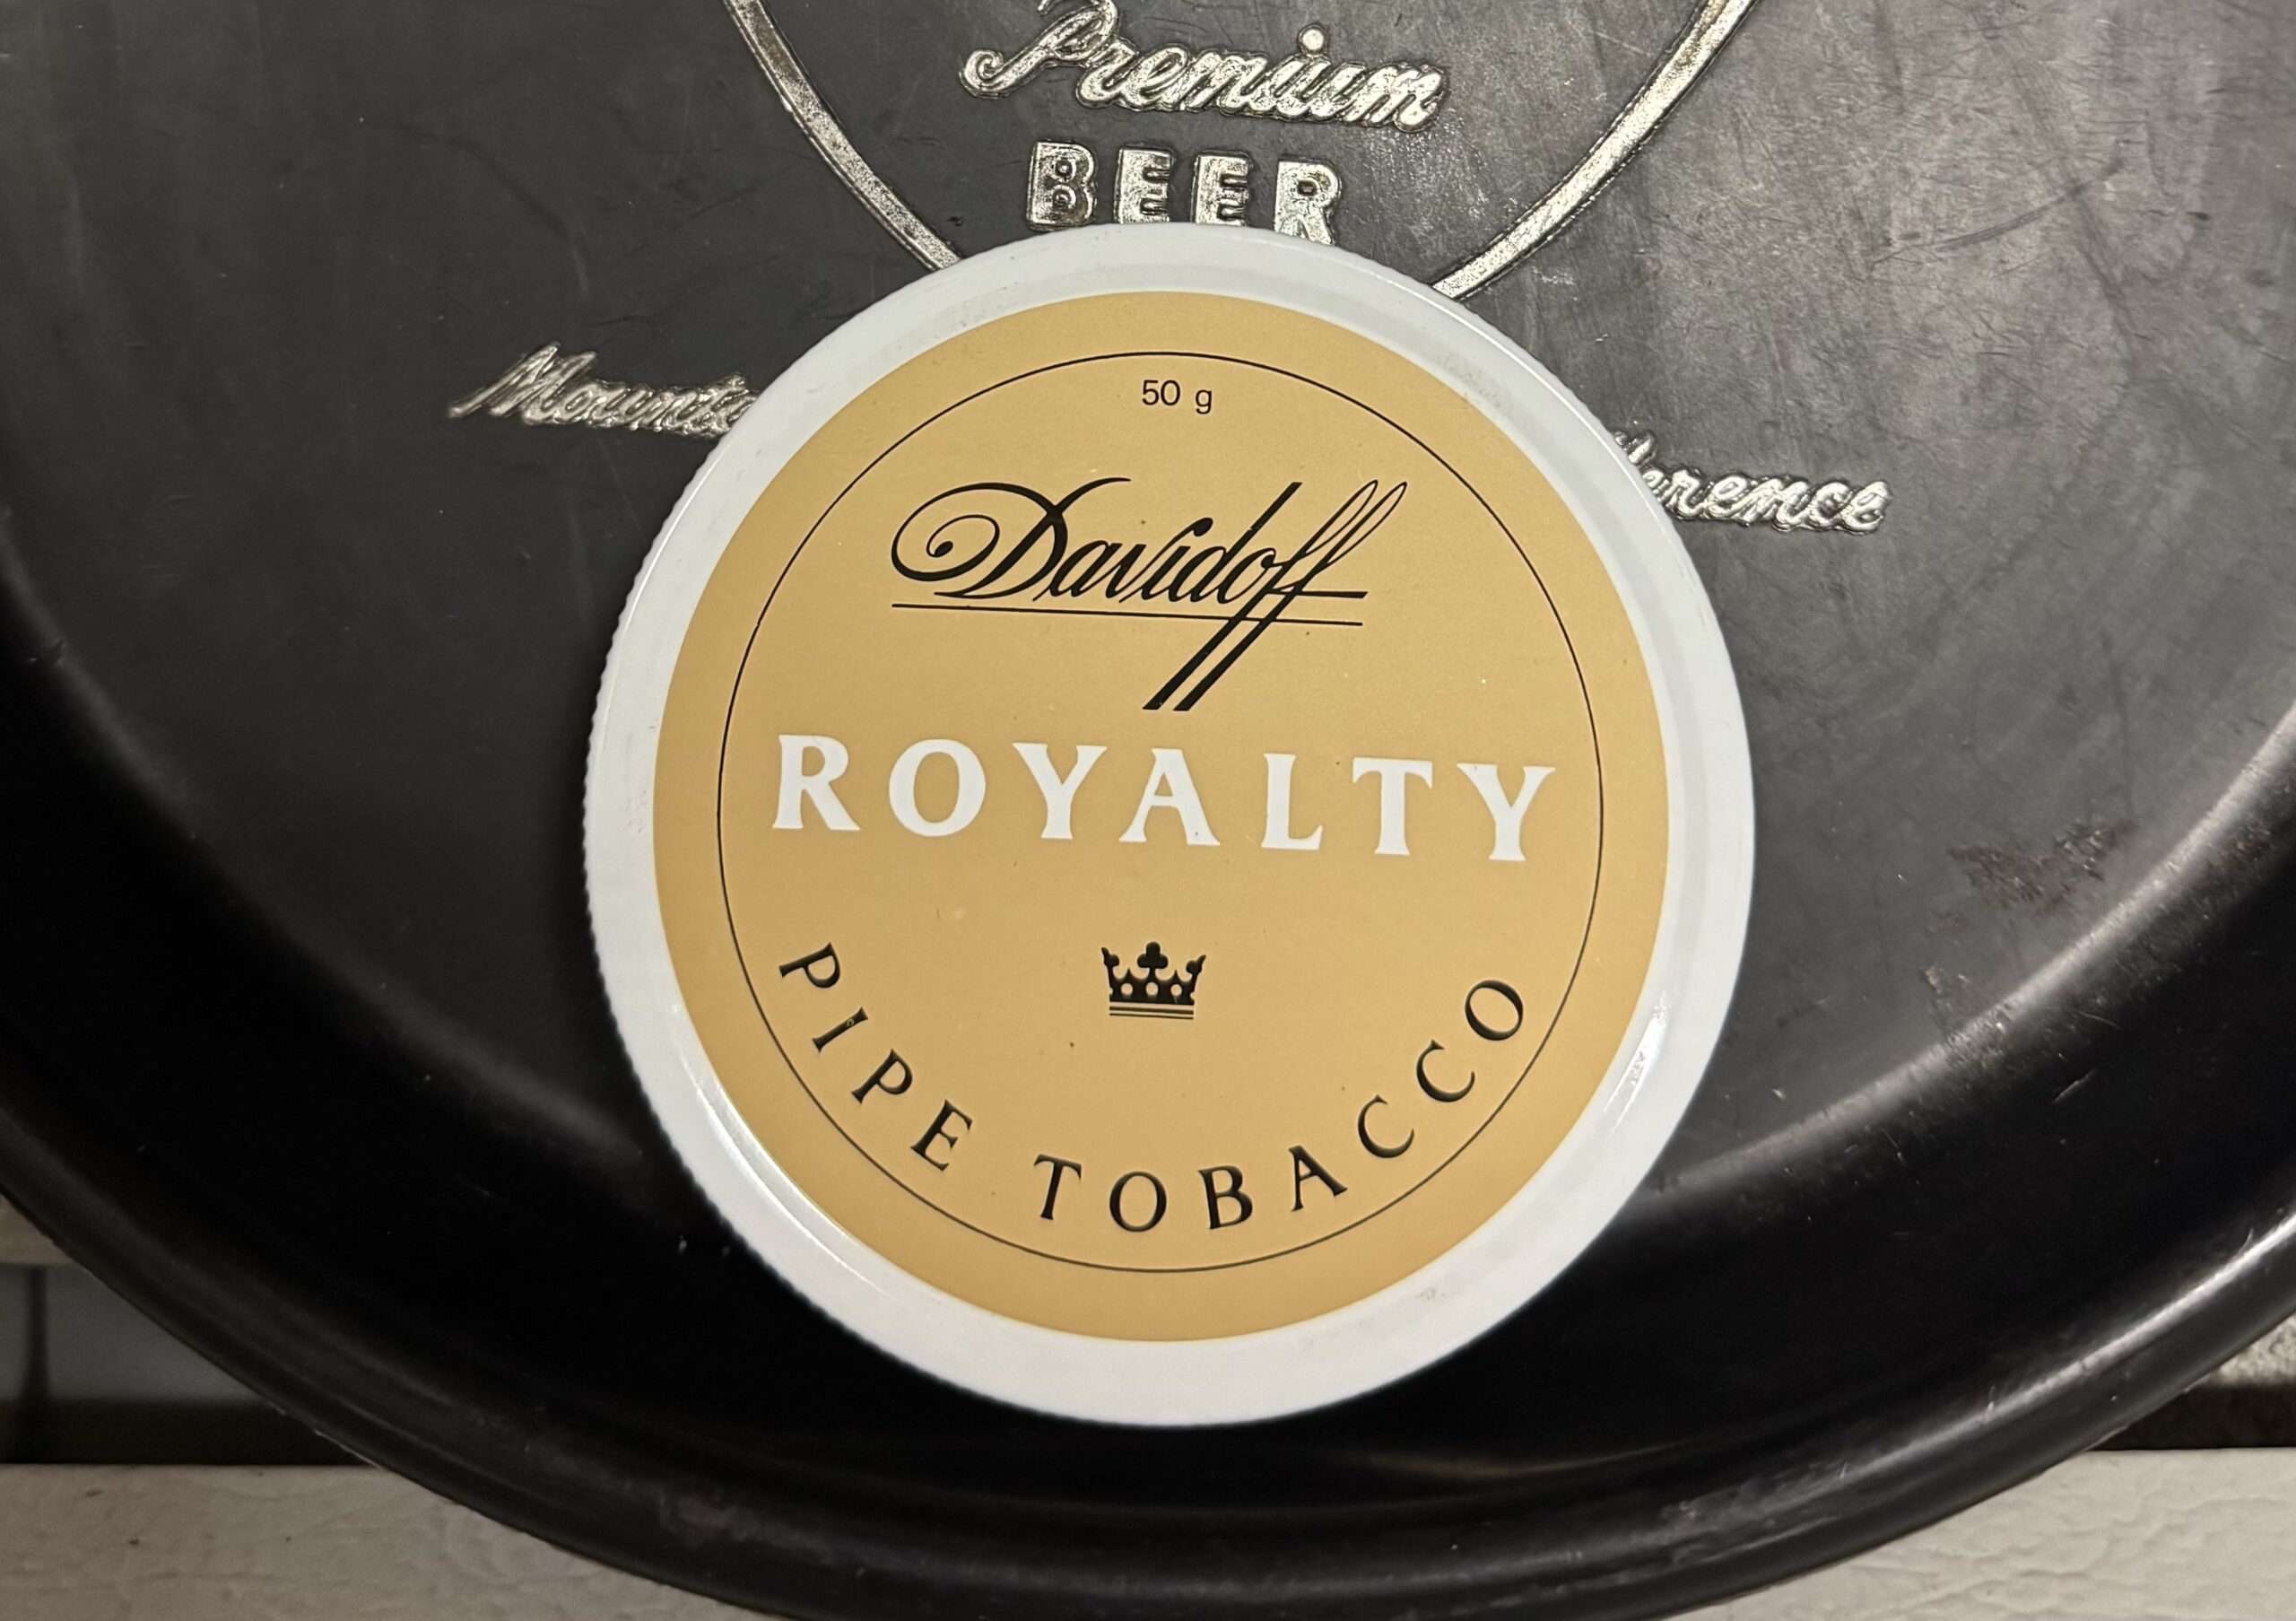 Premium
BEER
50 g
Davidoff
ROYALTY
PIPE TOBACCO